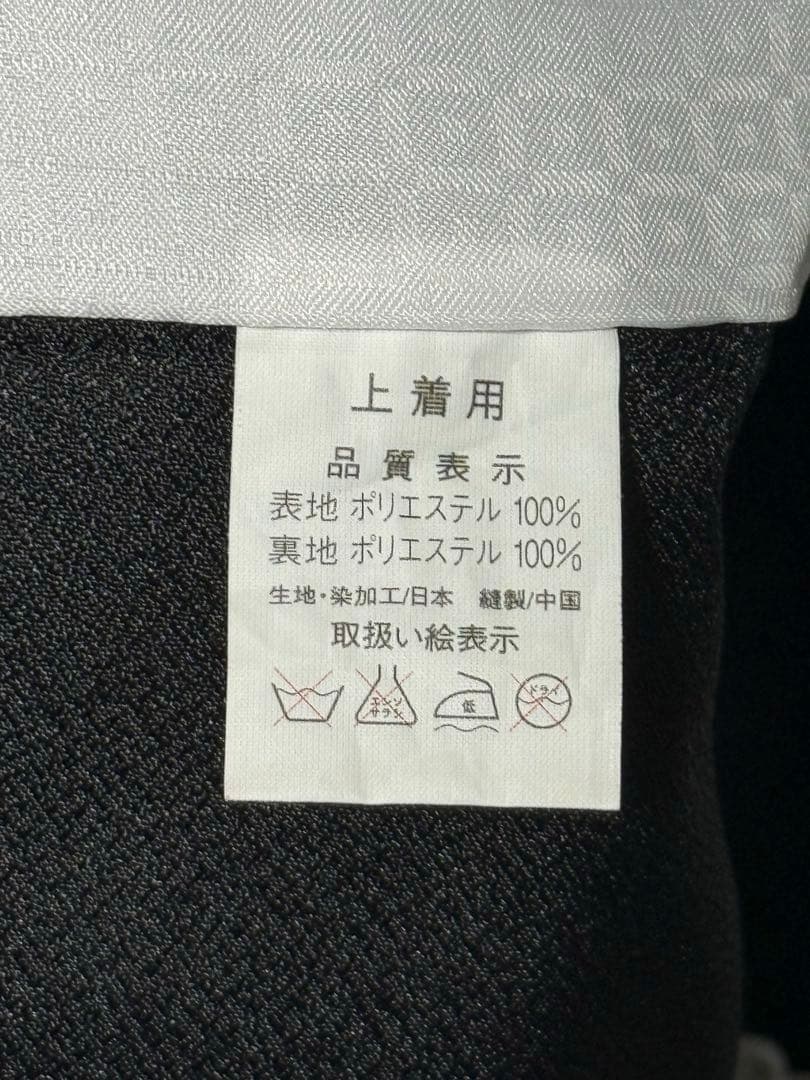 上着用
品質表示
表地 ポリエステル 100%
裏地 ポリエステル 100%
生地・染加工/日本 縫製/中国
取扱い絵表示
エンソサラシ 低 ドライ